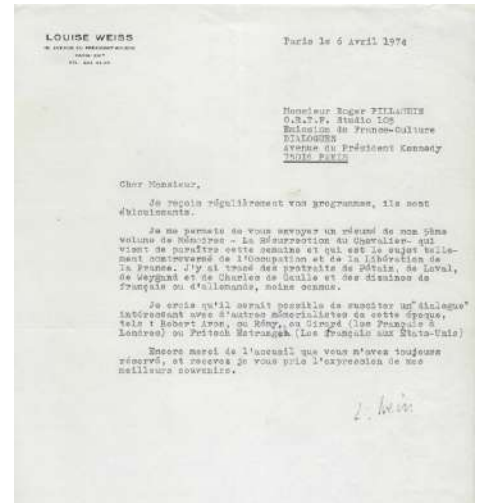 LOUISE WEISS
Paris le 6 Avril 1974
Monsieur Roger PILLAUDIN
O.R.T.F. Studio 105
Emission de France-Culture
DIALOGUES
Avenue du Président Kennedy
75016 PARIS
Cher Monsieur,
Je reçois régulièrement vos programmes, ils sont
éblouissants.
Je me permets de vous envoyer un résumé de mon 5ème
volume de Mémoires - La Résurrection du Chevalier- qui
vient de paraître cette semaine et qui est le sujet telle-
ment controversé de l'Occupation et de la Libération de
la France. J'y ai tracé des protraits de Pétain, de Laval,
de Weygand et de Charles de Gaulle et des dizaines de
français ou d'allemands, moins connus.
Je crois qu'il serait possible de susciter un "dialogue"
intéressant avec d'autres mémorialistes de cette époque,
tels : Robert Aron, ou Rémy, ou Girard (les Français à
Londres) ou Fritsch Estrangin (Les français aux États-Unis)
Encore merci de l'accueil que vous m'avez toujours
réservé, et recevez je vous prie l'expression de mes
meilleurs souvenirs.
L. Weiss